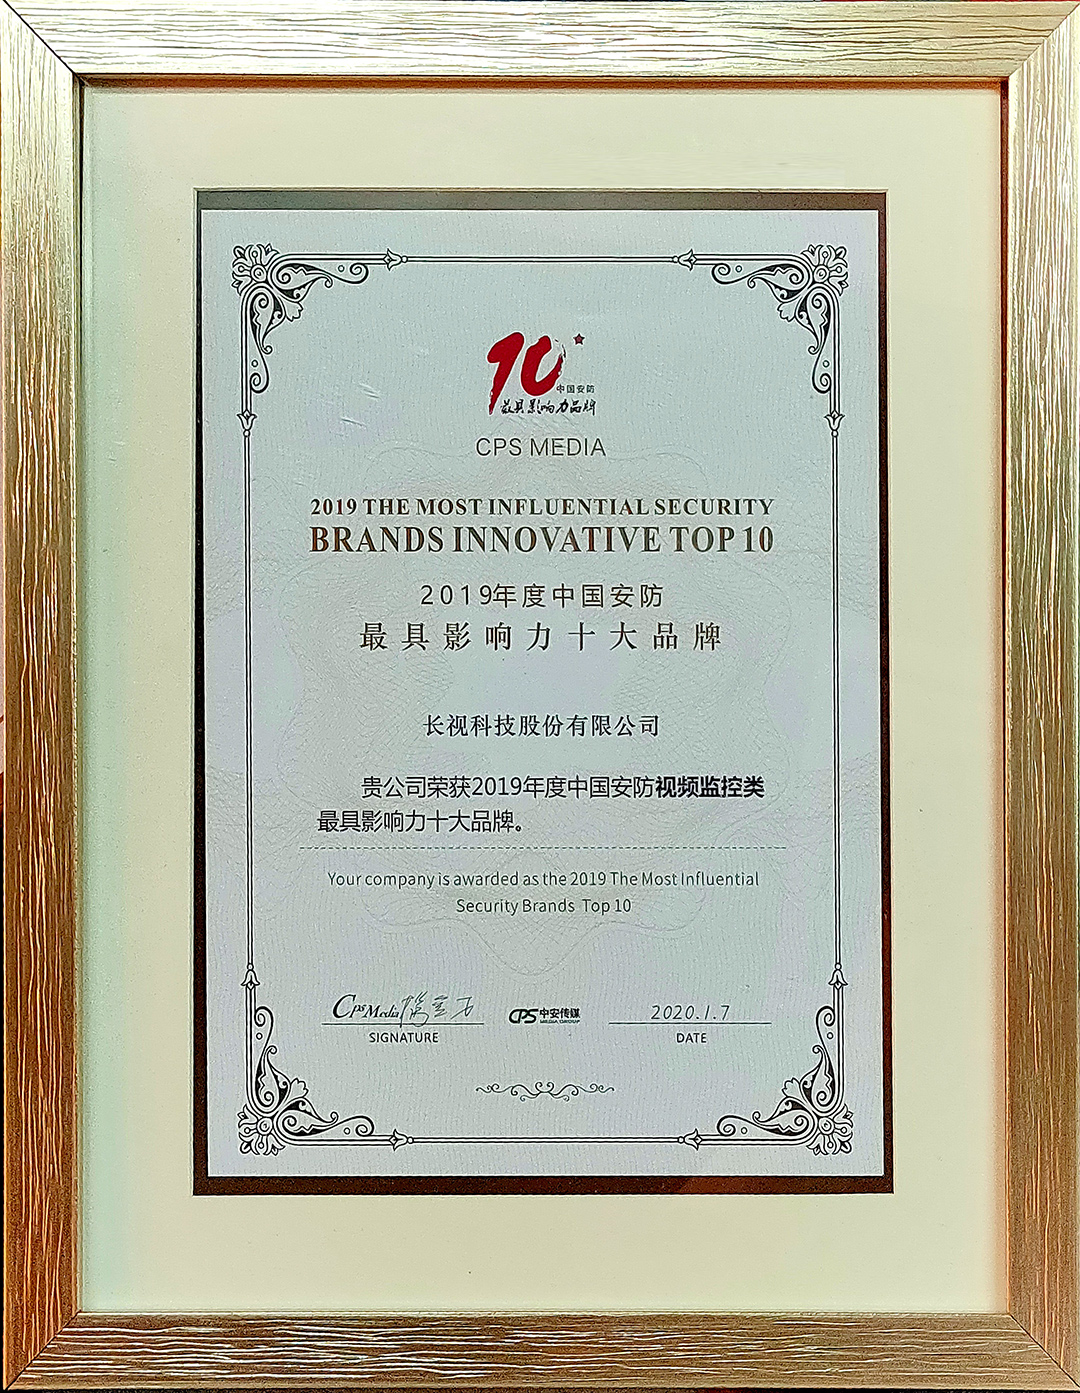 10
中国安防
最具影响力品牌
CPS MEDIA
2019 THE MOST INFLUENTIAL SECURITY
BRANDS INNOVATIVE TOP 10
2019年度中国安防
最具影响力十大品牌
长视科技股份有限公司
贵公司荣获2019年度中国安防视频监控类
最具影响力十大品牌。
Your company is awarded as the 2019 The Most Influential
Security Brands Top 10
CPS Media
CPS 中安传媒
MEDIA GROUP
2020.1.7
SIGNATURE
DATE